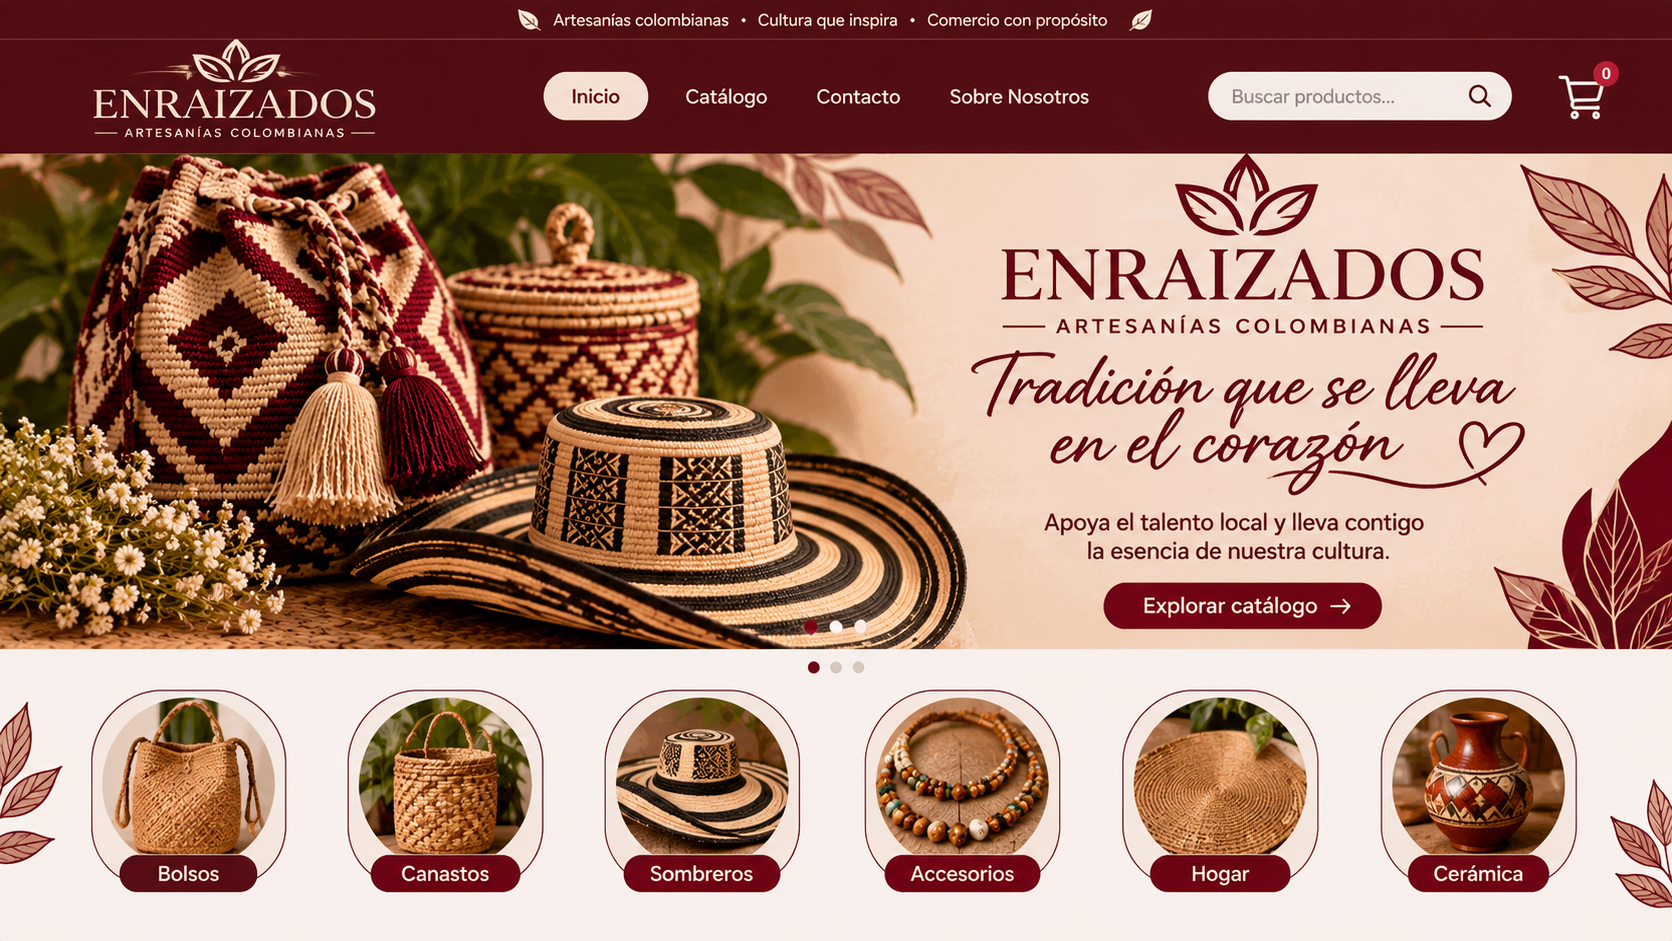 Artesanías colombianas • Cultura que inspira • Comercio con propósito
ENRAIZADOS
ARTESANÍAS COLOMBIANAS
Inicio
Catálogo
Contacto
Sobre Nosotros
Buscar productos...
0
ENRAIZADOS
ARTESANÍAS COLOMBIANAS
Tradición que se lleva
en el corazón
Apoya el talento local y lleva contigo
la esencia de nuestra cultura.
Explorar catálogo →
Bolsos
Canastos
Sombreros
Accesorios
Hogar
Cerámica